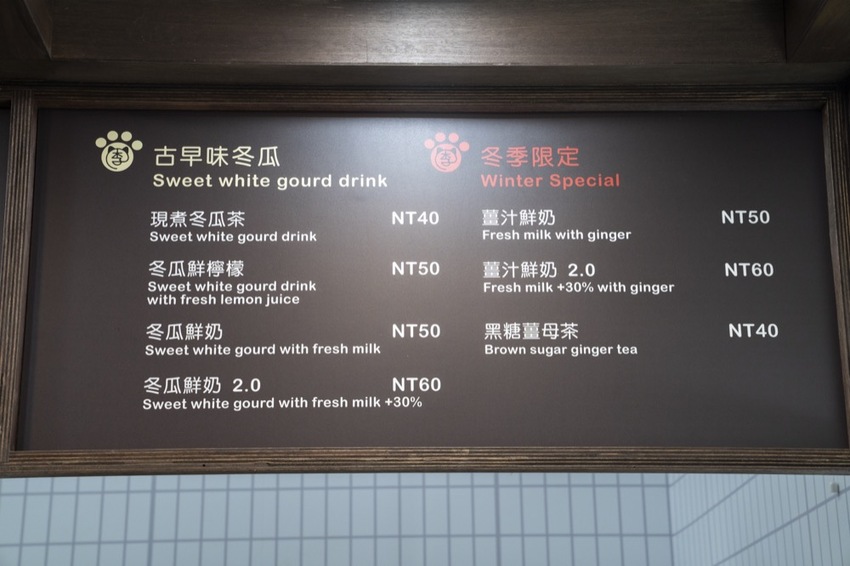 李
古早味冬瓜
Sweet white gourd drink
現煮冬瓜茶 NT40
Sweet white gourd drink
冬瓜鮮檸檬 NT50
Sweet white gourd drink
with fresh lemon juice
冬瓜鮮奶 NT50
Sweet white gourd with fresh milk
冬瓜鮮奶 2.0 NT60
Sweet white gourd with fresh milk +30%
李
冬季限定
Winter Special
薑汁鮮奶 NT50
Fresh milk with ginger
薑汁鮮奶 2.0 NT60
Fresh milk +30% with ginger
黑糖薑母茶 NT40
Brown sugar ginger tea